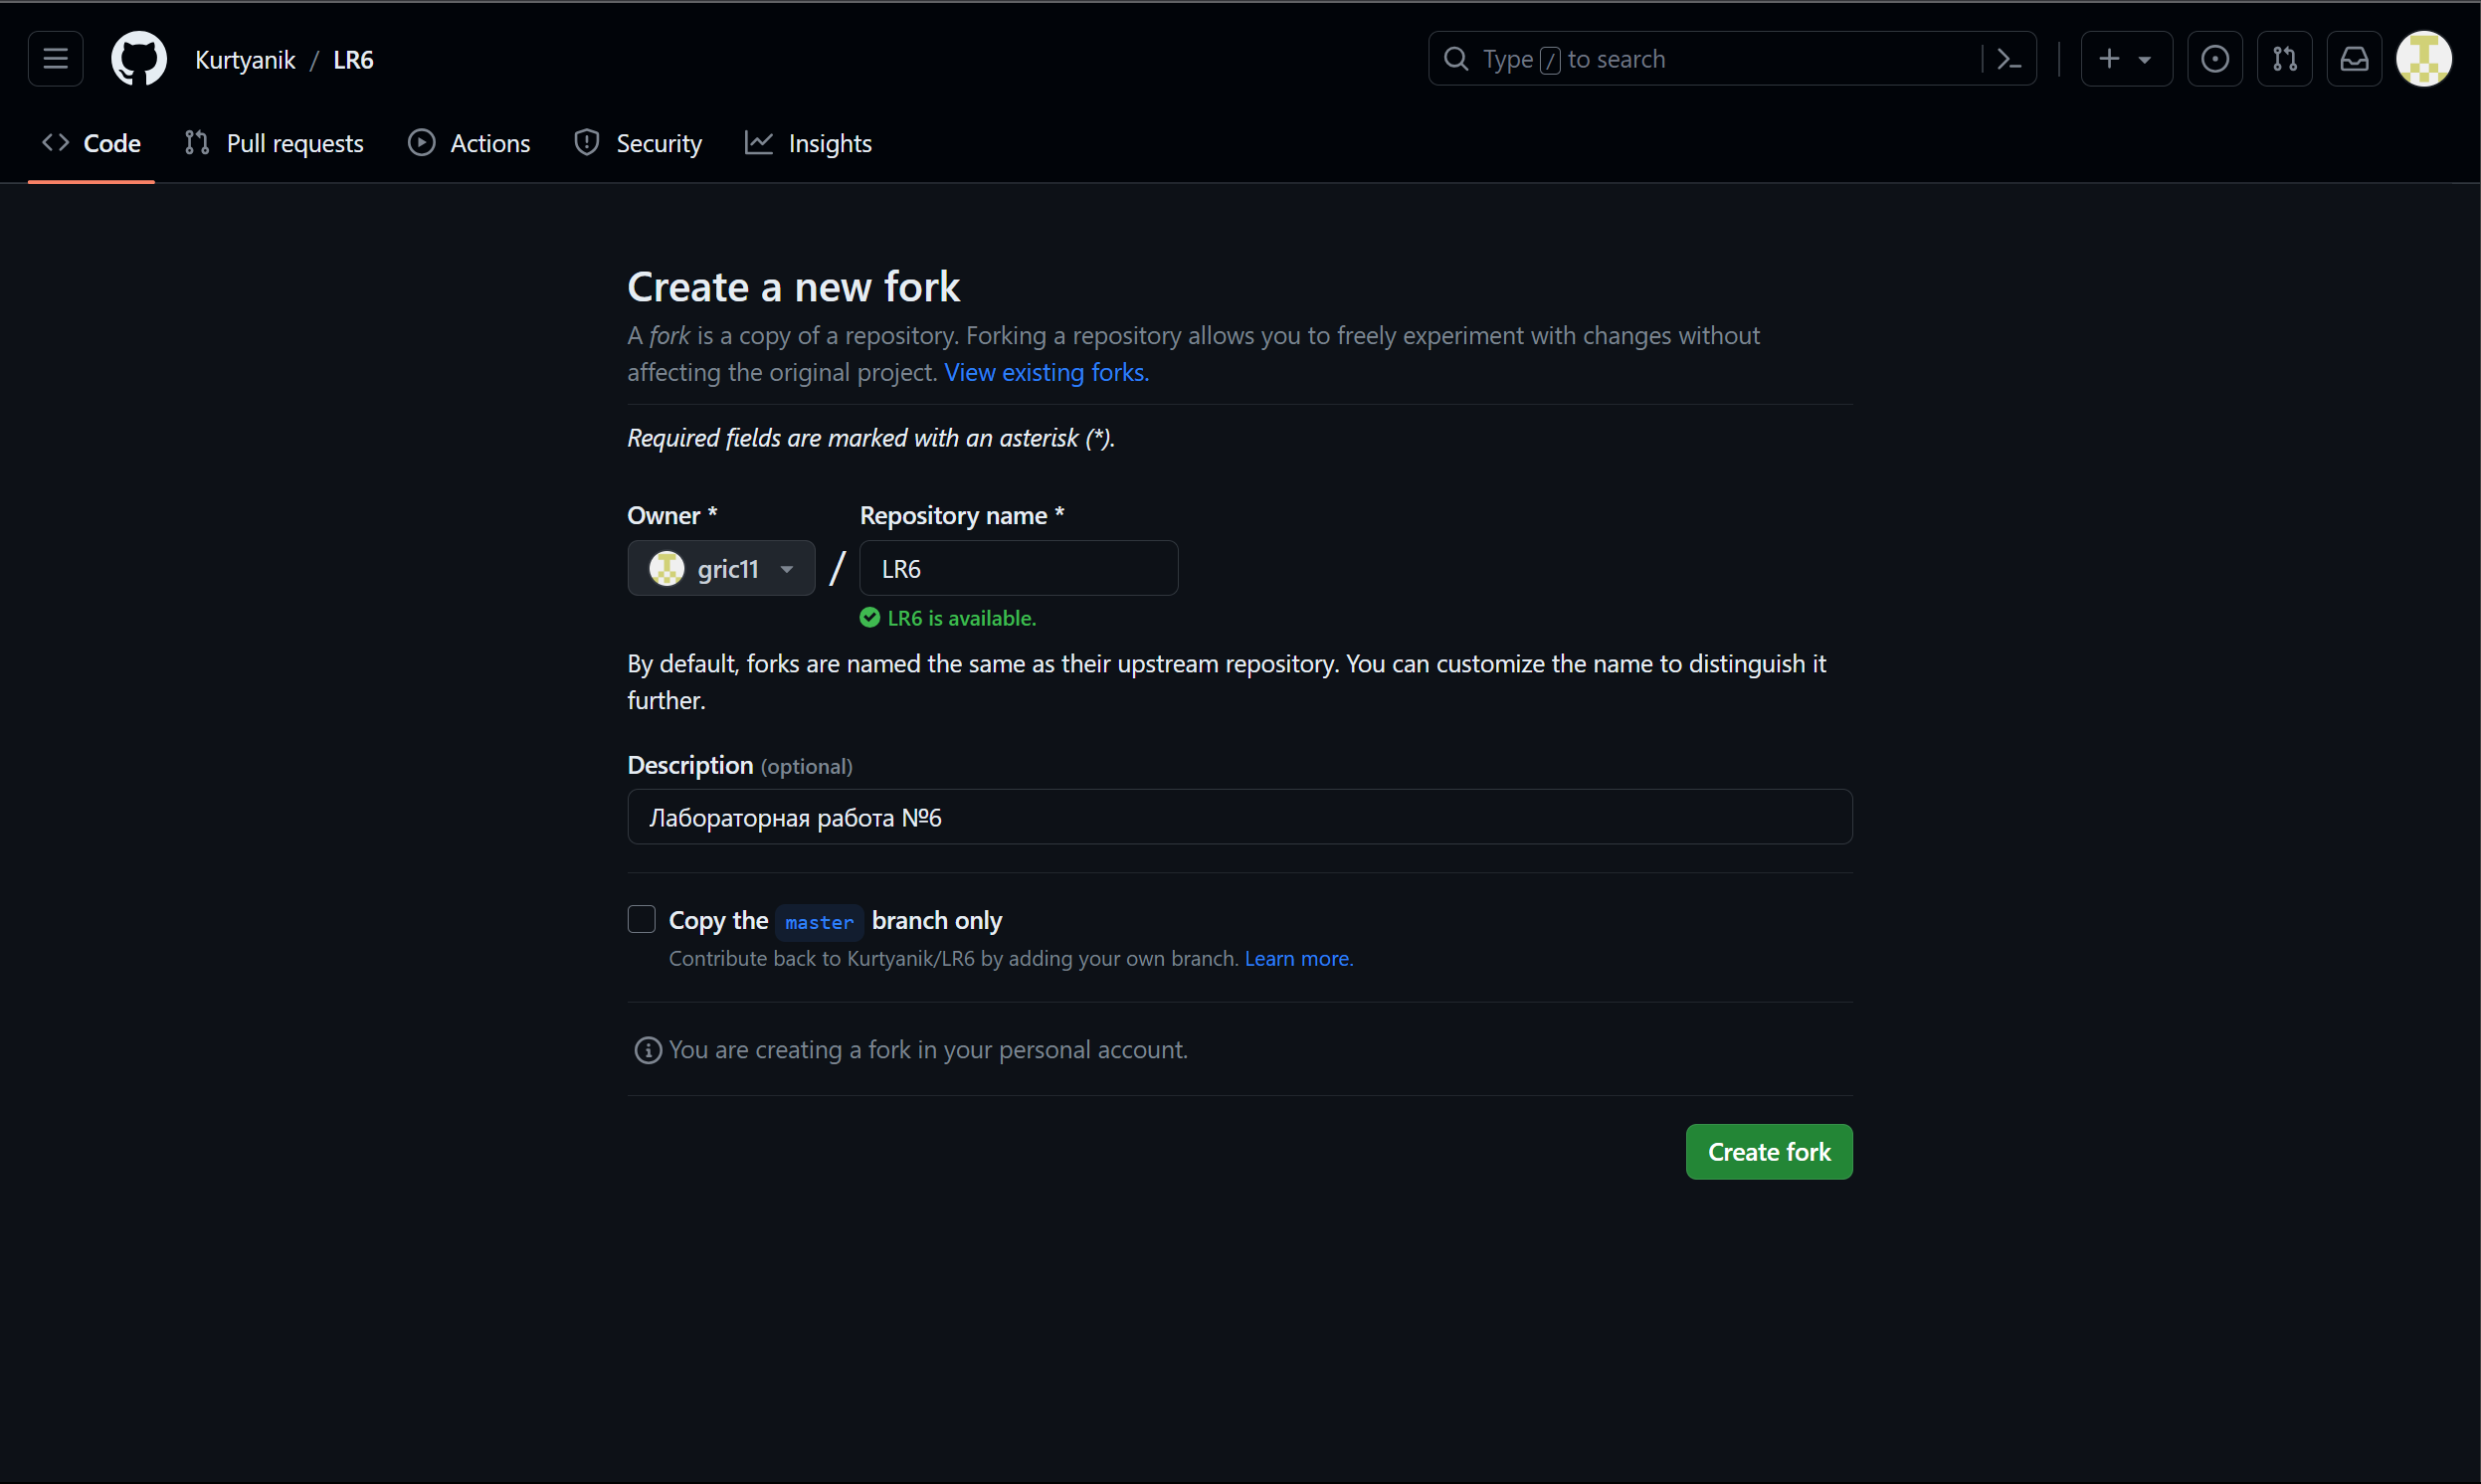 Kurtyanik / LR6
Type / to search
Code Pull requests Actions Security Insights
Create a new fork
A fork is a copy of a repository. Forking a repository allows you to freely experiment with changes without
affecting the original project. View existing forks.
Required fields are marked with an asterisk (*).
Owner * Repository name *
gric11 / LR6
LR6 is available.
By default, forks are named the same as their upstream repository. You can customize the name to distinguish it
further.
Description (optional)
Лабораторная работа №6
Copy the master branch only
Contribute back to Kurtyanik/LR6 by adding your own branch. Learn more.
You are creating a fork in your personal account.
Create fork